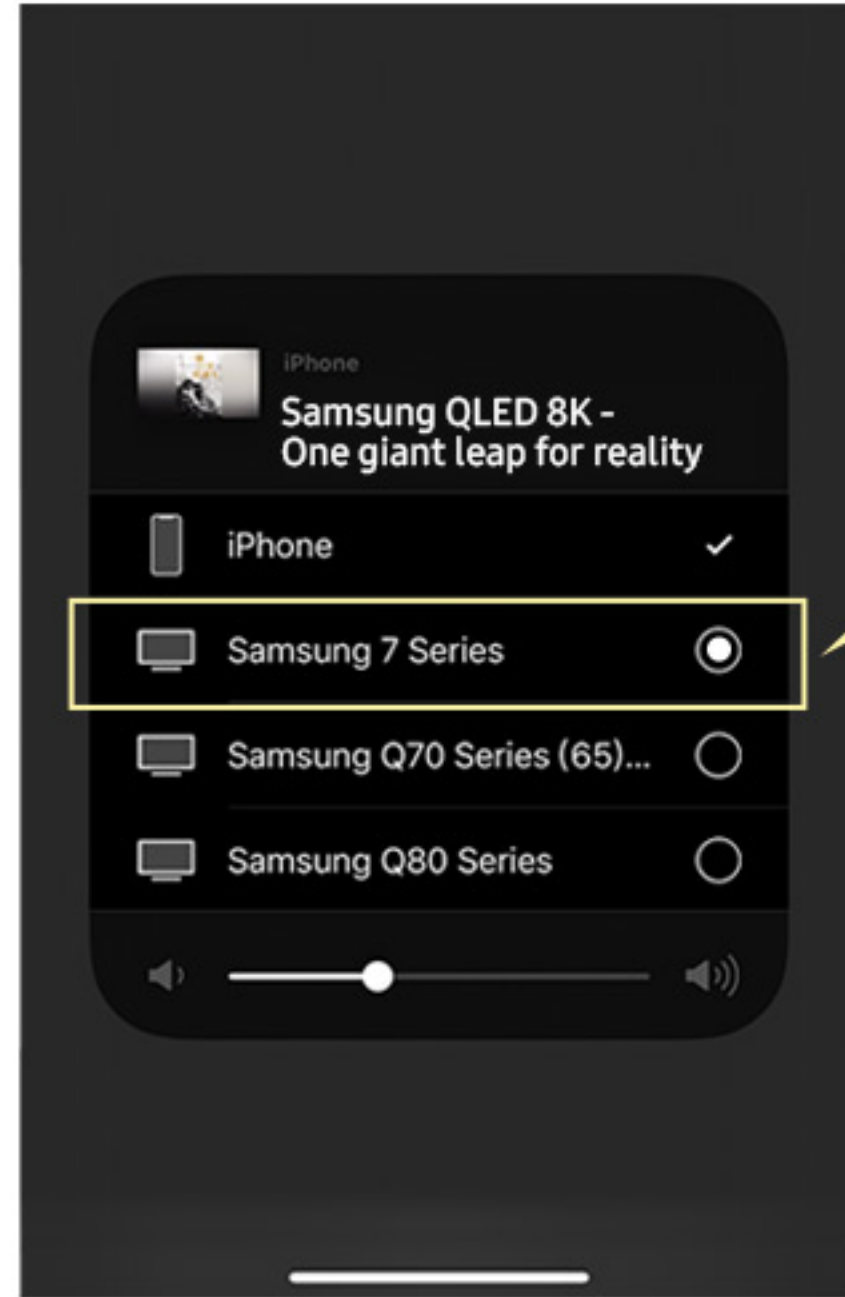 iPhone
Samsung QLED 8K -
One giant leap for reality
iPhone
Samsung 7 Series
Samsung Q70 Series (65)...
Samsung Q80 Series